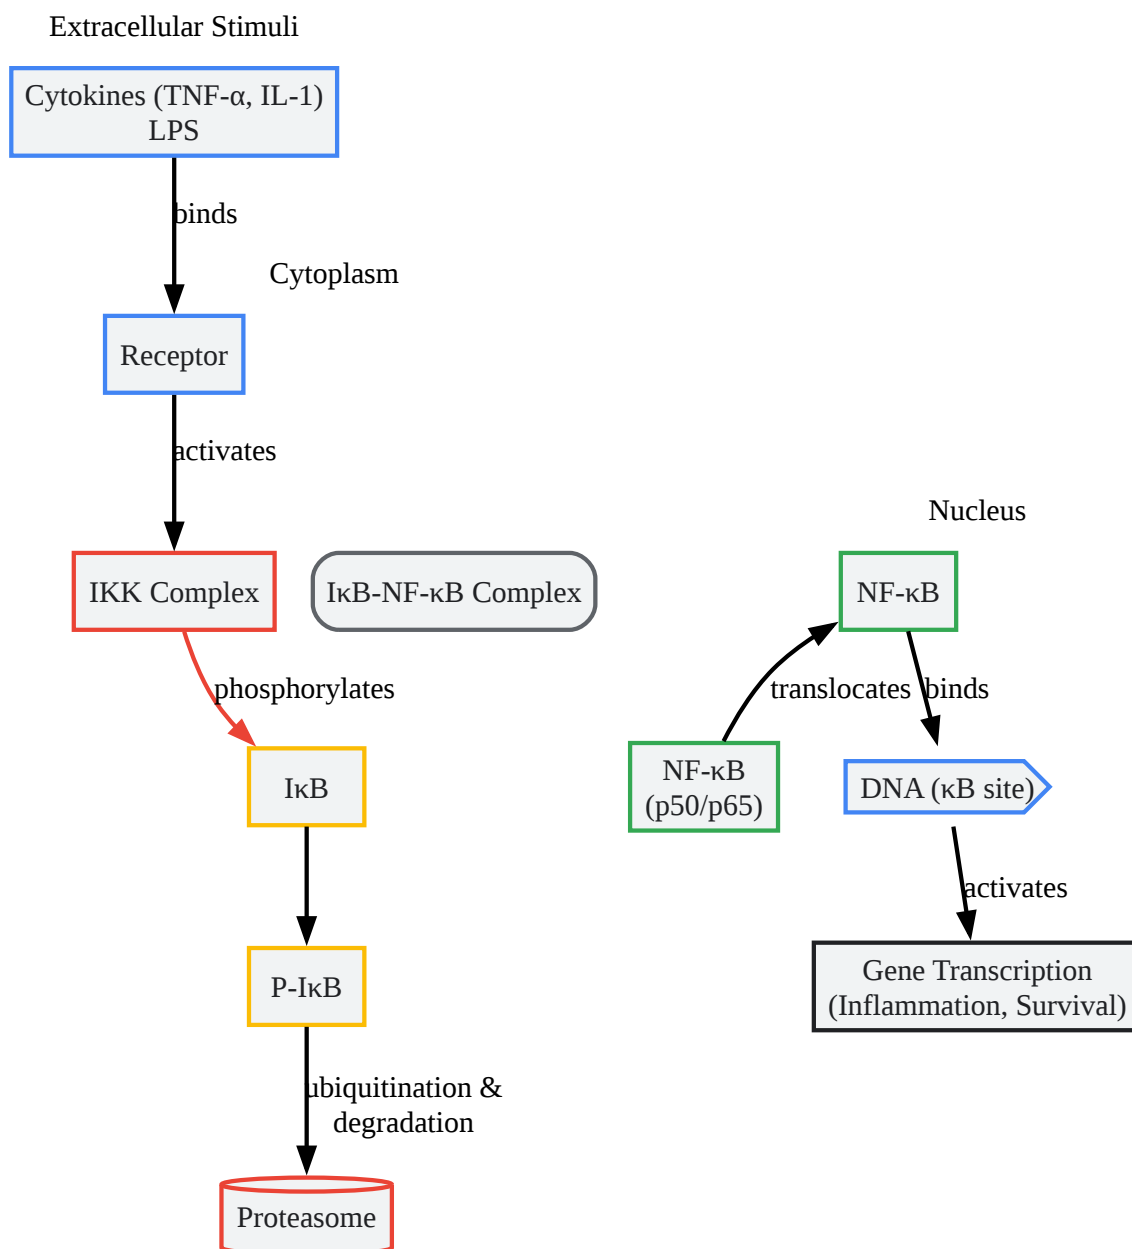 Extracellular Stimuli
Cytokines (TNF-α, IL-1)
LPS
binds
Cytoplasm
Receptor
activates
Nucleus
IKK Complex
IκB-NF-κB Complex
NF-κB
phosphorylates
translocates
binds
IκB
NF-κB
(p50/p65)
DNA (κB site)
activates
P-IκB
Gene Transcription
(Inflammation, Survival)
ubiquitination &
degradation
Proteasome